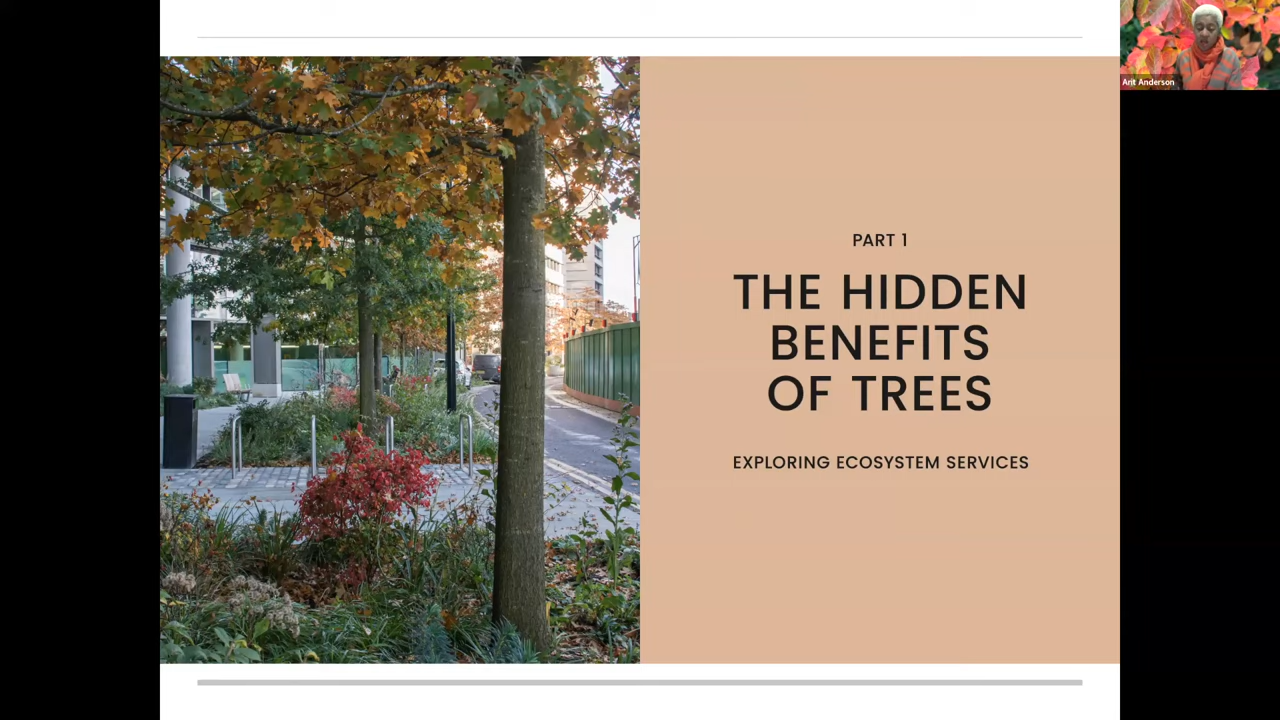 Arit Anderson
PART 1
THE HIDDEN
BENEFITS
OF TREES
EXPLORING ECOSYSTEM SERVICES